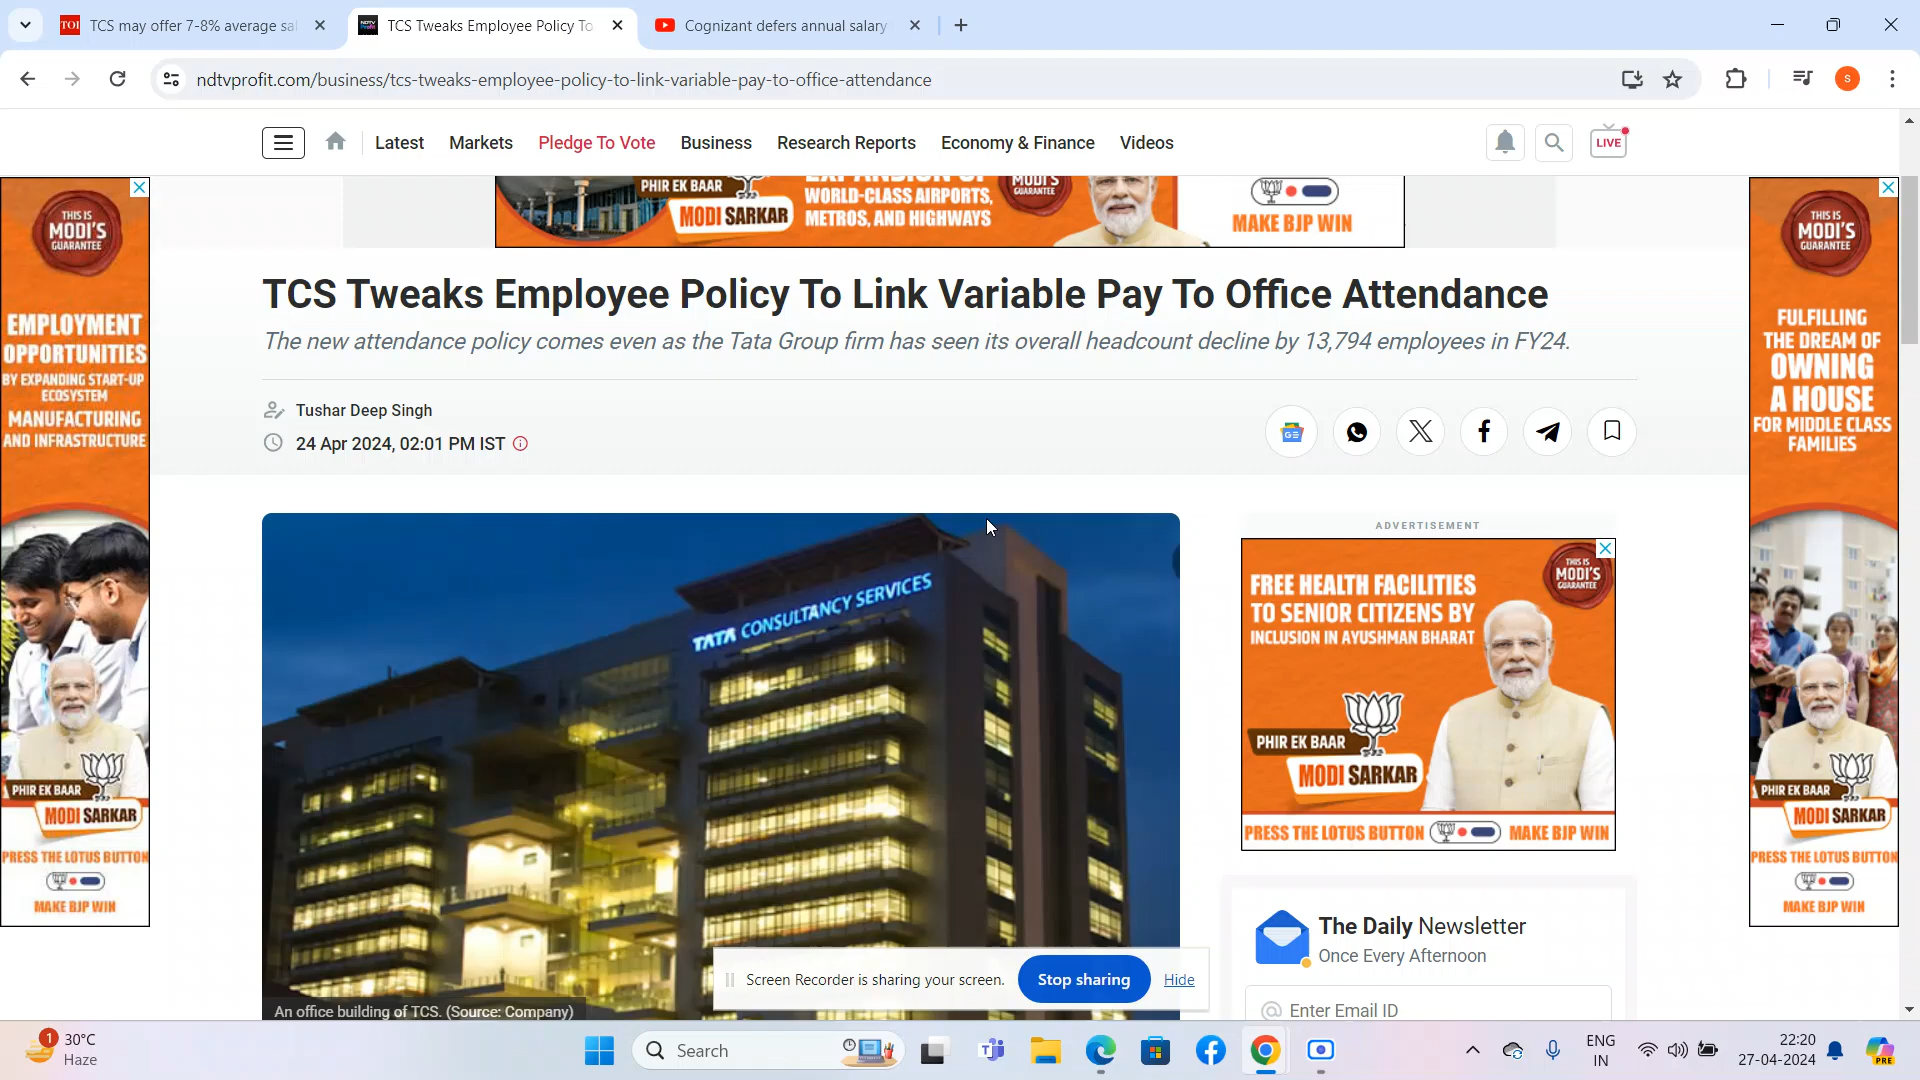 TOI TCS may offer 7-8% average sal
TCS Tweaks Employee Policy To
Cognizant defers annual salary
ndtvprofit.com/business/tcs-tweaks-employee-policy-to-link-variable-pay-to-office-attendance
S
Latest Markets Pledge To Vote Business Research Reports Economy & Finance Videos
LIVE
PHIR EK BAAR
MODI SARKAR
WORLD-CLASS AIRPORTS,
METROS, AND HIGHWAYS
GUARANTEE
MAKE BJP WIN
THIS IS
MODI'S
GUARANTEE
EMPLOYMENT
OPPORTUNITIES
BY EXPANDING START-UP
ECOSYSTEM
MANUFACTURING
AND INFRASTRUCTURE
PHIR EK BAAR
MODI SARKAR
PRESS THE LOTUS BUTTON
MAKE BJP WIN
TCS Tweaks Employee Policy To Link Variable Pay To Office Attendance
The new attendance policy comes even as the Tata Group firm has seen its overall headcount decline by 13,794 employees in FY24.
Tushar Deep Singh
24 Apr 2024, 02:01 PM IST
TATA CONSULTANCY SERVICES
An office building of TCS. (Source: Company)
ADVERTISEMENT
FREE HEALTH FACILITIES
TO SENIOR CITIZENS BY
INCLUSION IN AYUSHMAN BHARAT
THIS IS
MODI'S
GUARANTEE
PHIR EK BAAR
MODI SARKAR
PRESS THE LOTUS BUTTON MAKE BJP WIN
The Daily Newsletter
Once Every Afternoon
Enter Email ID
THIS IS
MODI'S
GUARANTEE
FULFILLING
THE DREAM OF
OWNING
A HOUSE
FOR MIDDLE CLASS
FAMILIES
PHIR EK BAAR
MODI SARKAR
PRESS THE LOTUS BUTTON
MAKE BJP WIN
Screen Recorder is sharing your screen. Stop sharing Hide
1
30°C
Haze
Search
ENG
IN
22:20
27-04-2024
PRE